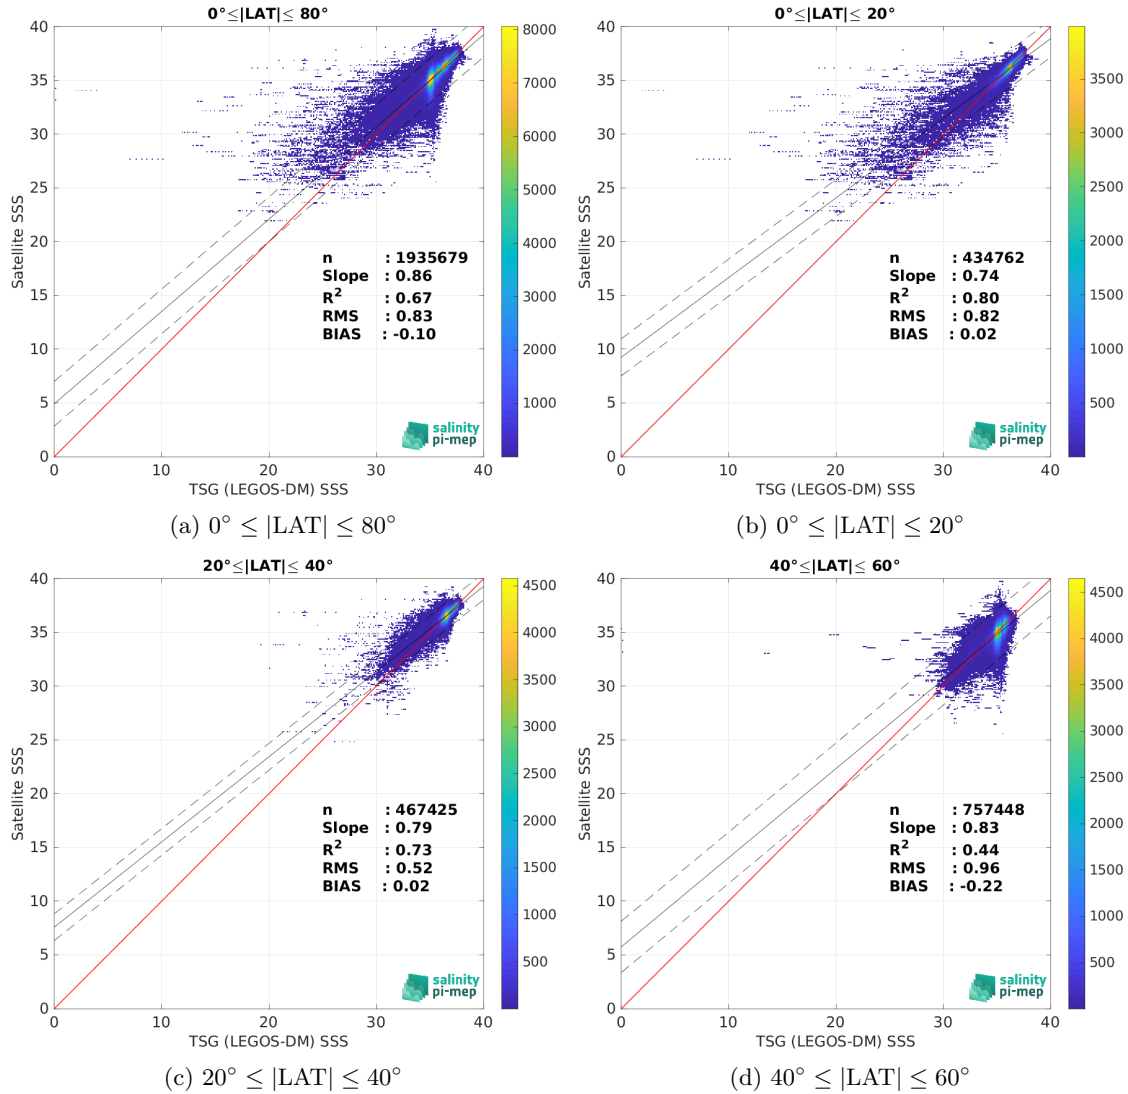 0°≤|LAT|≤ 80°
Satellite SSS
40
35
30
25
20
15
10
5
0
n : 1935679
Slope : 0.86
R² : 0.67
RMS : 0.83
BIAS : -0.10
salinity
pi-mep
0 10 20 30 40
TSG (LEGOS-DM) SSS
8000
7000
6000
5000
4000
3000
2000
1000
(a) 0° ≤ |LAT| ≤ 80°
0°≤|LAT|≤ 20°
Satellite SSS
40
35
30
25
20
15
10
5
0
n : 434762
Slope : 0.74
R² : 0.80
RMS : 0.82
BIAS : 0.02
salinity
pi-mep
0 10 20 30 40
TSG (LEGOS-DM) SSS
3500
3000
2500
2000
1500
1000
500
(b) 0° ≤ |LAT| ≤ 20°
20°≤|LAT|≤ 40°
Satellite SSS
40
35
30
25
20
15
10
5
0
n : 467425
Slope : 0.79
R² : 0.73
RMS : 0.52
BIAS : 0.02
salinity
pi-mep
0 10 20 30 40
TSG (LEGOS-DM) SSS
4500
4000
3500
3000
2500
2000
1500
1000
500
(c) 20° ≤ |LAT| ≤ 40°
40°≤|LAT|≤ 60°
Satellite SSS
40
35
30
25
20
15
10
5
0
n : 757448
Slope : 0.83
R² : 0.44
RMS : 0.96
BIAS : -0.22
salinity
pi-mep
0 10 20 30 40
TSG (LEGOS-DM) SSS
4500
4000
3500
3000
2500
2000
1500
1000
500
(d) 40° ≤ |LAT| ≤ 60°